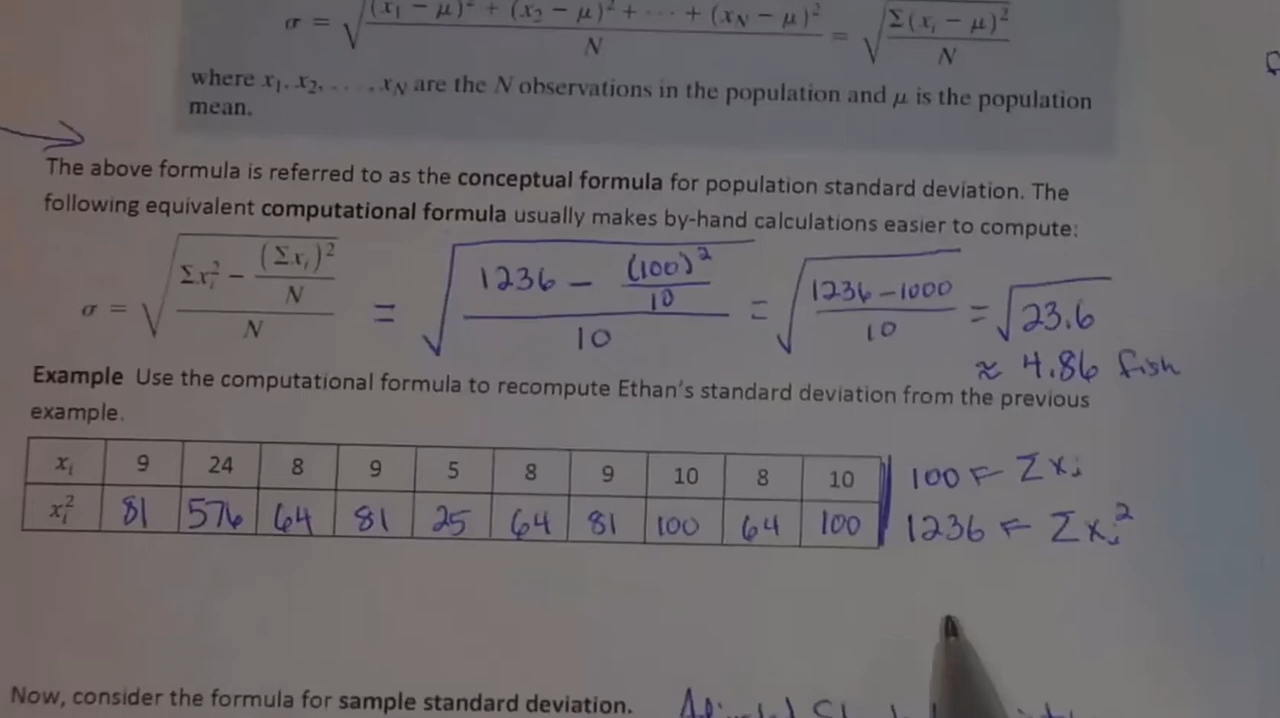 σ = √((x₁ − μ)² + (x₂ − μ)² + ··· + (x_N − μ)² / N) = √(Σ(xᵢ − μ)² / N)
where x₁, x₂, . . . , x_N are the N observations in the population and μ is the population
mean.
The above formula is referred to as the conceptual formula for population standard deviation. The
following equivalent computational formula usually makes by-hand calculations easier to compute:
σ = √((Σxᵢ² − (Σxᵢ)²/N) / N) = √((1236 − (100)²/10) / 10) = √((1236 − 1000) / 10) = √23.6
≈ 4.86 fish
Example Use the computational formula to recompute Ethan's standard deviation from the previous
example.
xᵢ 9 24 8 9 5 8 9 10 8 10 100 = Σxᵢ
xᵢ² 81 576 64 81 25 64 81 100 64 100 1236 = Σxᵢ²
Now, consider the formula for sample standard deviation.